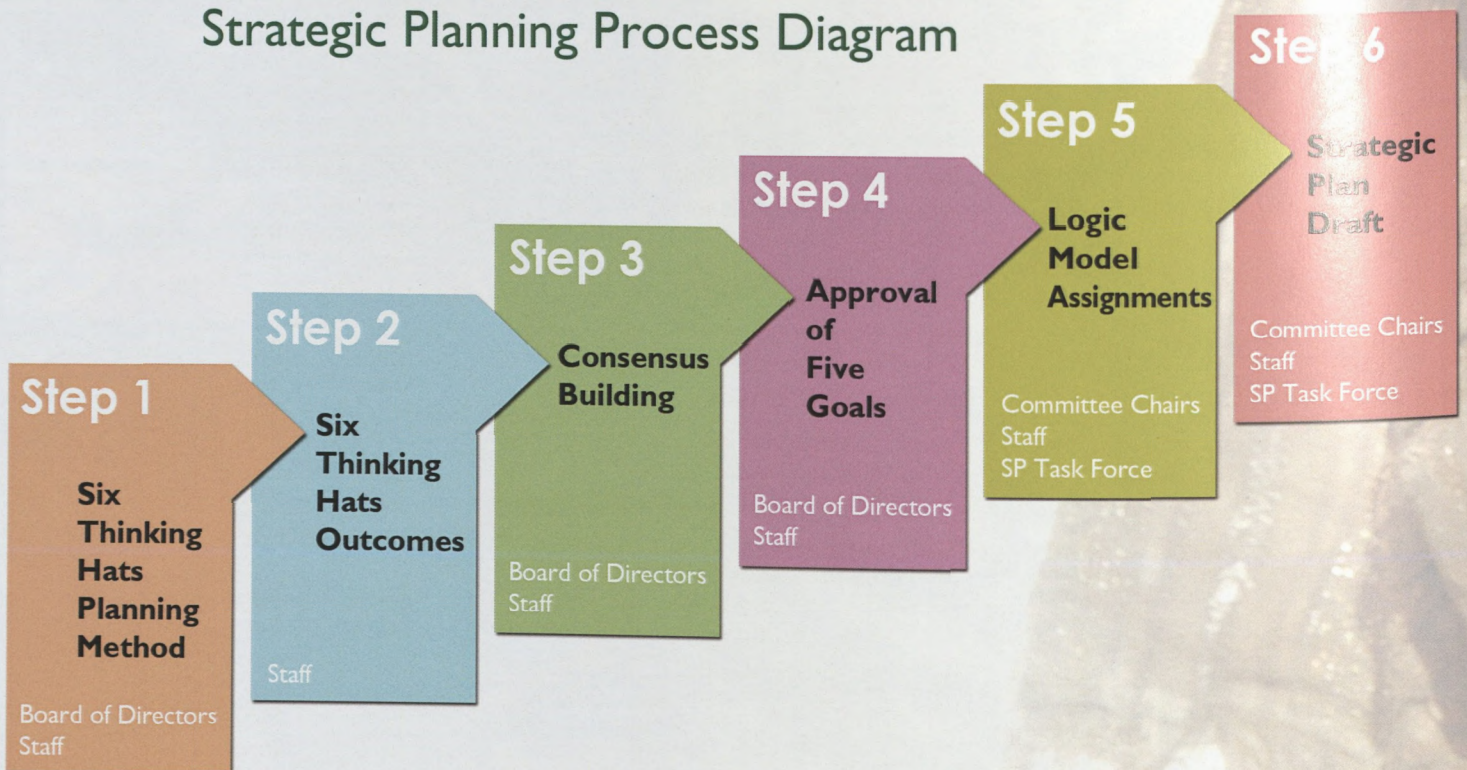 Strategic Planning Process Diagram
Step 1
Six
Thinking
Hats
Planning
Method
Board of Directors
Staff
Step 2
Six
Thinking
Hats
Outcomes
Staff
Step 3
Consensus
Building
Board of Directors
Staff
Step 4
Approval
of
Five
Goals
Board of Directors
Staff
Step 5
Logic
Model
Assignments
Committee Chairs
Staff
SP Task Force
Step 6
Strategic
Plan
Draft
Committee Chairs
Staff
SP Task Force